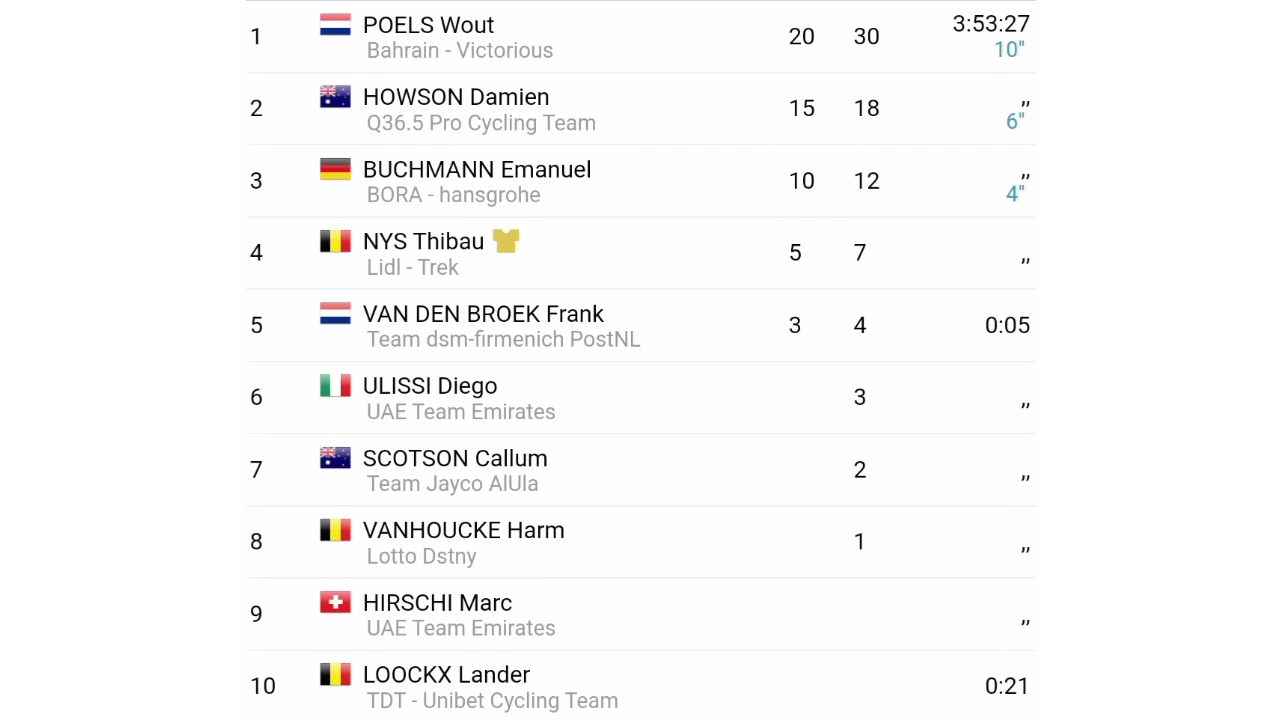 1 POELS Wout 20 30 3:53:27
Bahrain - Victorious 10"
2 HOWSON Damien 15 18 ,,
Q36.5 Pro Cycling Team 6"
3 BUCHMANN Emanuel 10 12 ,,
BORA - hansgrohe 4"
4 NYS Thibau 5 7 ,,
Lidl - Trek
5 VAN DEN BROEK Frank 3 4 0:05
Team dsm-firmenich PostNL
6 ULISSI Diego 3 ,,
UAE Team Emirates
7 SCOTSON Callum 2 ,,
Team Jayco AlUla
8 VANHOUCKE Harm 1 ,,
Lotto Dstny
9 HIRSCHI Marc ,,
UAE Team Emirates
10 LOOCKX Lander 0:21
TDT - Unibet Cycling Team